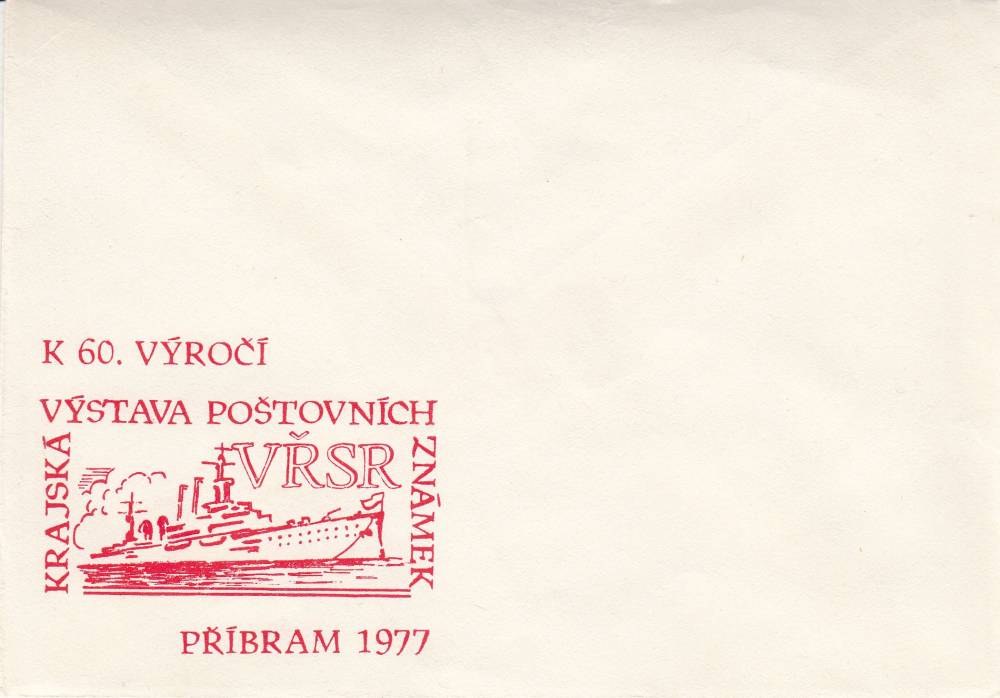 K 60. VÝROČÍ
KRAJSKÁ
VÝSTAVA POŠTOVNÍCH
ZNÁMEK
VŘSR
PŘÍBRAM 1977